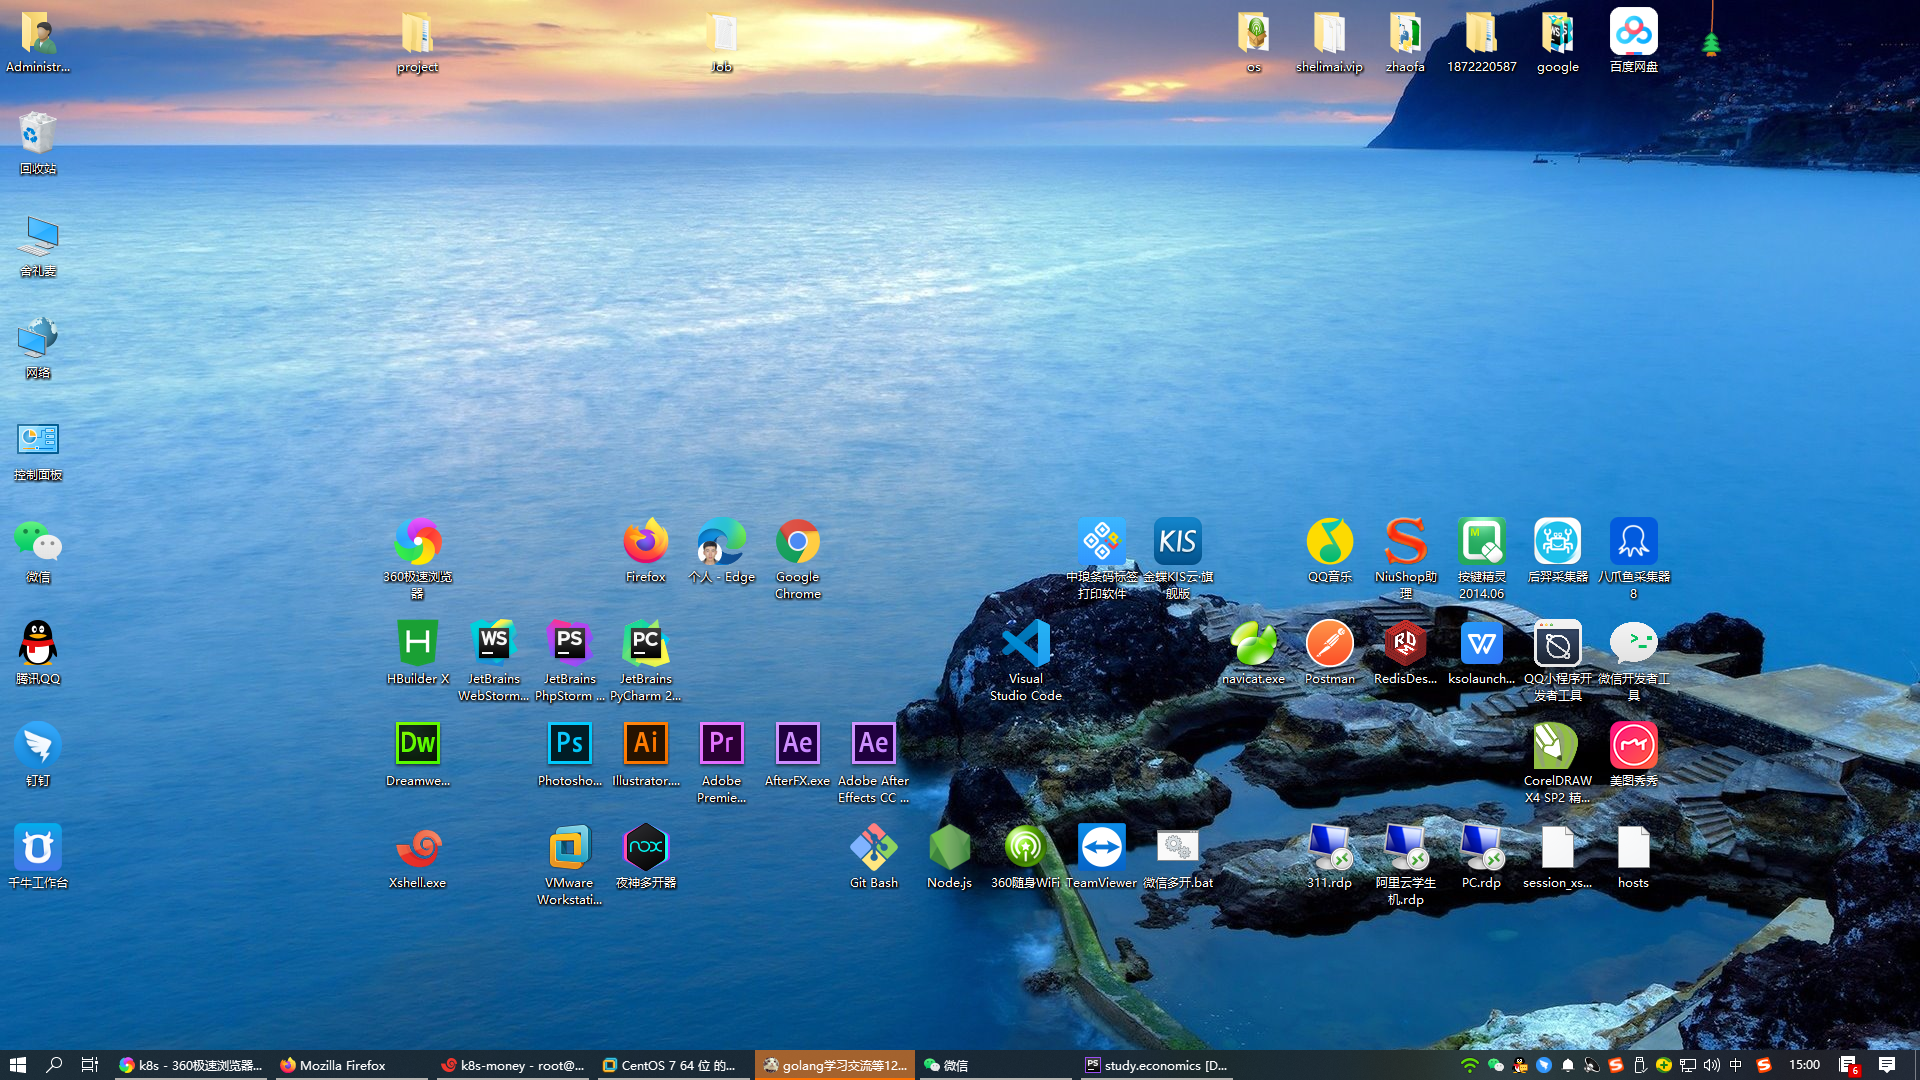 Administr...
project
Job
os
shelimai.vip
zhaofa
1872220587
google
百度网盘
回收站
舍礼麦
网络
控制面板
微信
360极速浏览
器
Firefox
个人 - Edge
Google
Chrome
中琅条码标签
打印软件
KIS
金蝶KIS云·旗
舰版
QQ音乐
NiuShop助
理
按键精灵
2014.06
后羿采集器
八爪鱼采集器
8
腾讯QQ
HBuilder X
WS
JetBrains
WebStorm...
PS
JetBrains
PhpStorm ...
PC
JetBrains
PyCharm 2...
Visual
Studio Code
navicat.exe
Postman
RedisDes...
ksolaunch...
QQ小程序开
发者工具
微信开发者工
具
钉钉
Dw
Dreamwe...
Ps
Photosho...
Ai
Illustrator....
Pr
Adobe
Premie...
Ae
AfterFX.exe
Ae
Adobe After
Effects CC ...
CorelDRAW
X4 SP2 精...
美图秀秀
千牛工作台
Xshell.exe
VMware
Workstati...
nox
夜神多开器
Git Bash
Node.js
360随身WiFi
TeamViewer
微信多开.bat
311.rdp
阿里云学生
机.rdp
PC.rdp
session_xs...
hosts
k8s - 360极速浏览器...
Mozilla Firefox
k8s-money - root@...
CentOS 7 64 位 的...
golang学习交流等12...
微信
study.economics [D...
中
15:00
6